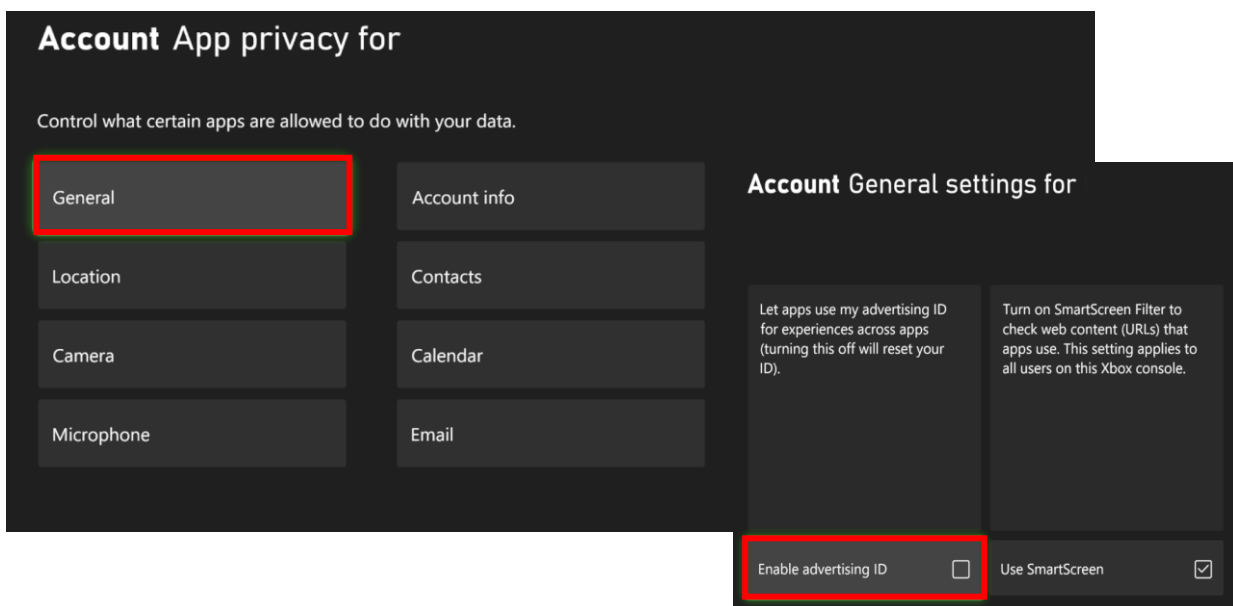 Account App privacy for
Control what certain apps are allowed to do with your data.
General
Account info
Location
Contacts
Camera
Calendar
Microphone
Email
Account General settings for
Let apps use my advertising ID
for experiences across apps
(turning this off will reset your
ID).
Turn on SmartScreen Filter to
check web content (URLs) that
apps use. This setting applies to
all users on this Xbox console.
Enable advertising ID
Use SmartScreen